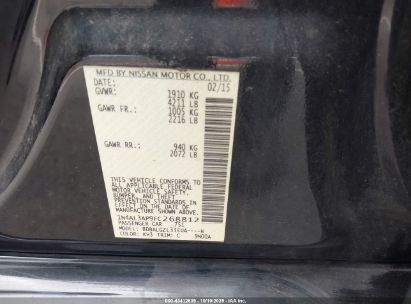 MFD BY NISSAN MOTOR CO., LTD.
DATE: 02/15
GVWR: 1910 KG
4211 LB
GAWR FR.: 1005 KG
2216 LB
GAWR RR.: 940 KG
2072 LB
THIS VEHICLE CONFORMS TO ALL
APPLICABLE FEDERAL
MOTOR VEHICLE SAFETY,
BUMPER, AND THEFT
PREVENTION STANDARDS
IN EFFECT ON THE DATE OF
MANUFACTURE SHOWN ABOVE.
1N4AL3AP9FC268812
PASSENGER CAR
COLOR: KH3 TRIM: C